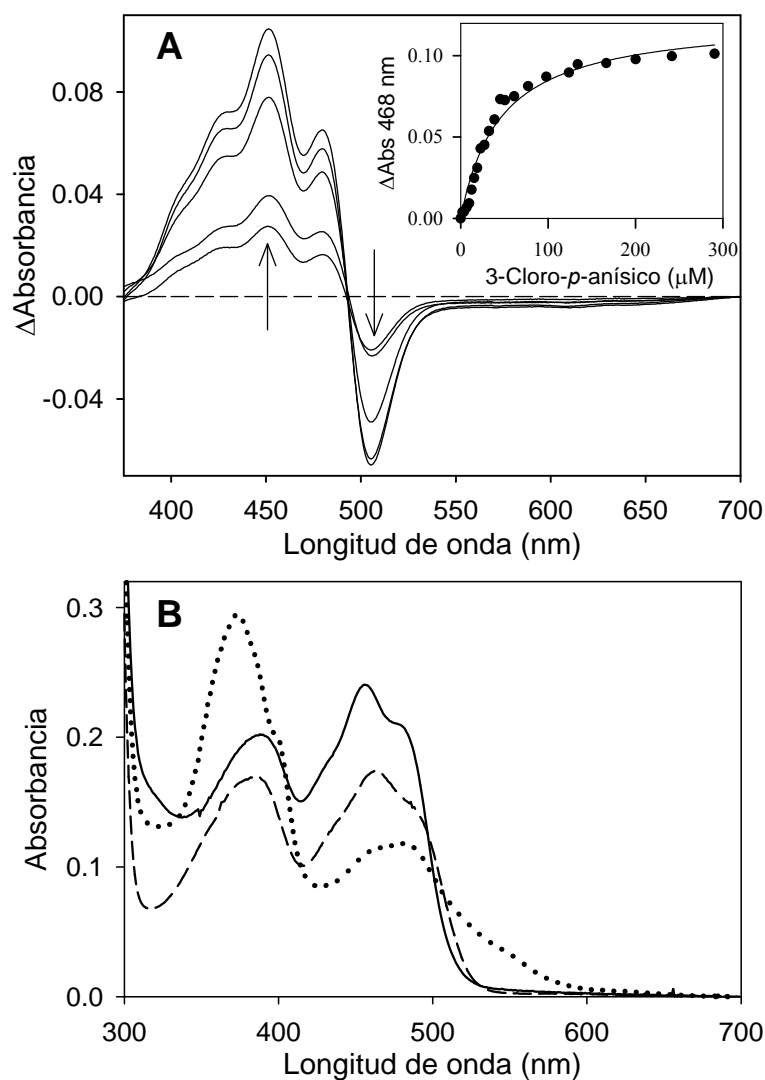 A
ΔAbsorbancia
0.08
0.04
0.00
-0.04
400 450 500 550 600 650 700
Longitud de onda (nm)
ΔAbs 468 nm
0.10
0.05
0.00
0 100 200 300
3-Cloro-p-anísico (μM)
B
Absorbancia
0.3
0.2
0.1
0.0
300 400 500 600 700
Longitud de onda (nm)